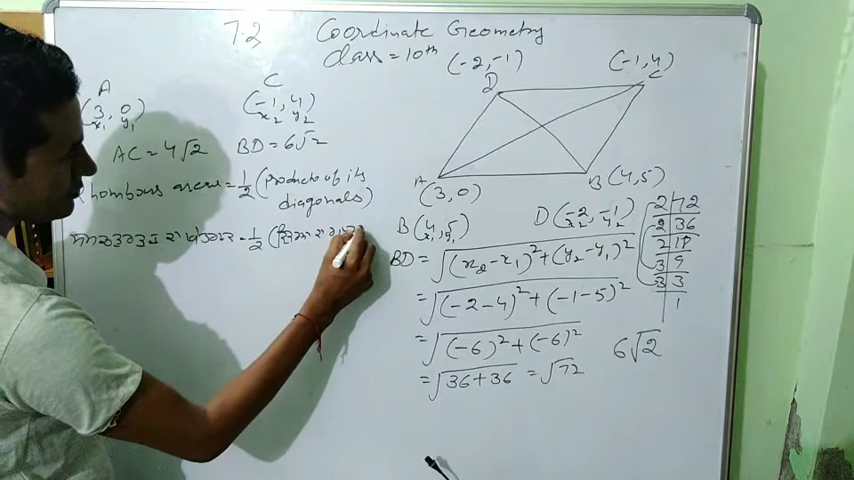 7.2 Coordinate Geometry
Class = 10th
(-2, -1)
D
(-1, 4)
C
A
(3, 0)
x₁ y₁
C
(-1, 4)
x₂ y₂
AC = 4√2 BD = 6√2
Rhombous area = 1/2 (product of its
diagonals)
= 1/2 (
A
(3, 0)
B (4, 5)
B (4, 5)
x₁ y₁
D (-2, -1)
x₂ y₂
BD = √(x₂ - x₁)² + (y₂ - y₁)²
= √(-2 - 4)² + (-1 - 5)²
= √(-6)² + (-6)²
= √36 + 36 = √72
6√2
2 | 72
2 | 36
2 | 18
3 | 9
3 | 3
| 1